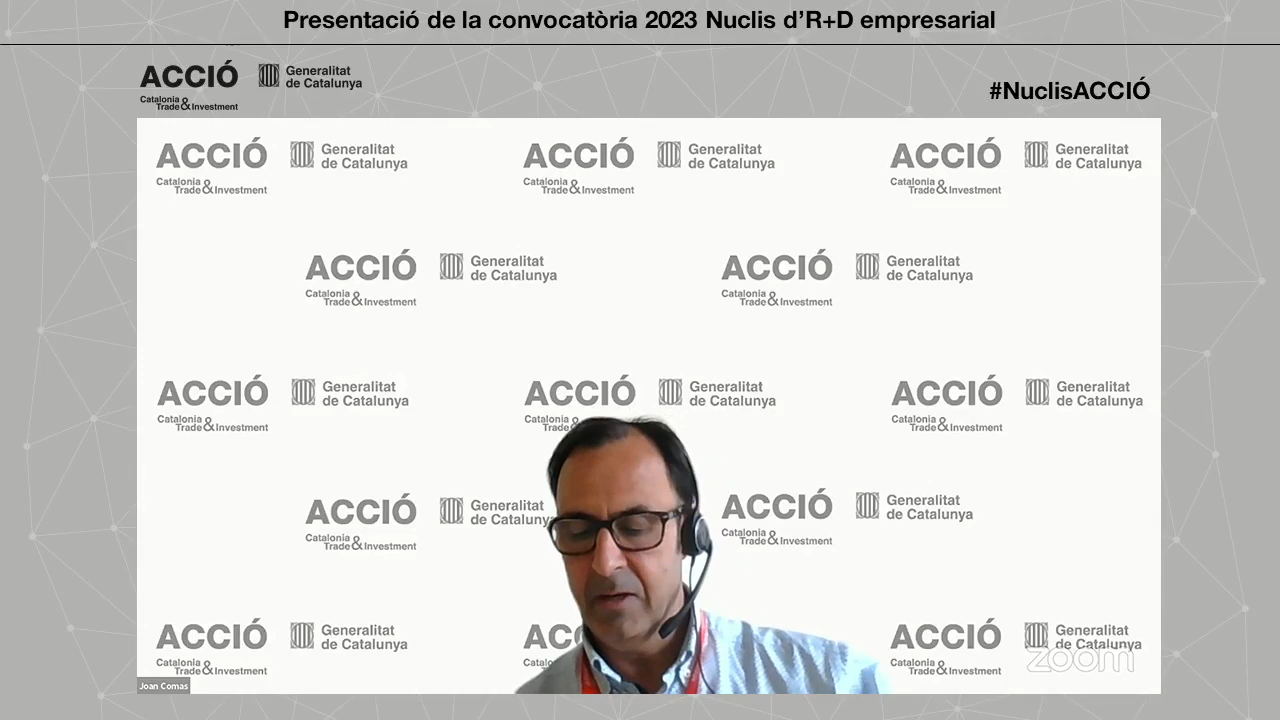 Presentació de la convocatòria 2023 Nuclis d’R+D empresarial
ACCIÓ
Catalonia
Trade & Investment
Generalitat
de Catalunya
#NuclisACCIÓ
ACCIÓ
Catalonia
Trade & Investment
Generalitat
de Catalunya
ACCIÓ
Catalonia
Trade & Investment
Generalitat
de Catalunya
ACCIÓ
Catalonia
Trade & Investment
Generalitat
de Catalunya
ACCIÓ
Catalonia
Trade & Investment
Generalitat
de Catalunya
ACCIÓ
Catalonia
Trade & Investment
Generalitat
de Catalunya
ACCIÓ
Catalonia
Trade & Investment
Generalitat
de Catalunya
ACCIÓ
Catalonia
Generalitat
de Catalunya
ACCIÓ
Catalonia
Trade & Investment
Generalitat
de Catalunya
ACCIÓ
Catalonia
Trade & Investment
Generalitat
de Catalunya
ACCIÓ
Catalonia
Trade & Investment
Generalitat
de Catalunya
ACCIÓ
Catalonia
Trade & Investment
Generalitat
de Catalunya
ACCIÓ
Catalonia
Trade & Investment
Generalitat
de Catalunya
zoom
Joan Comas